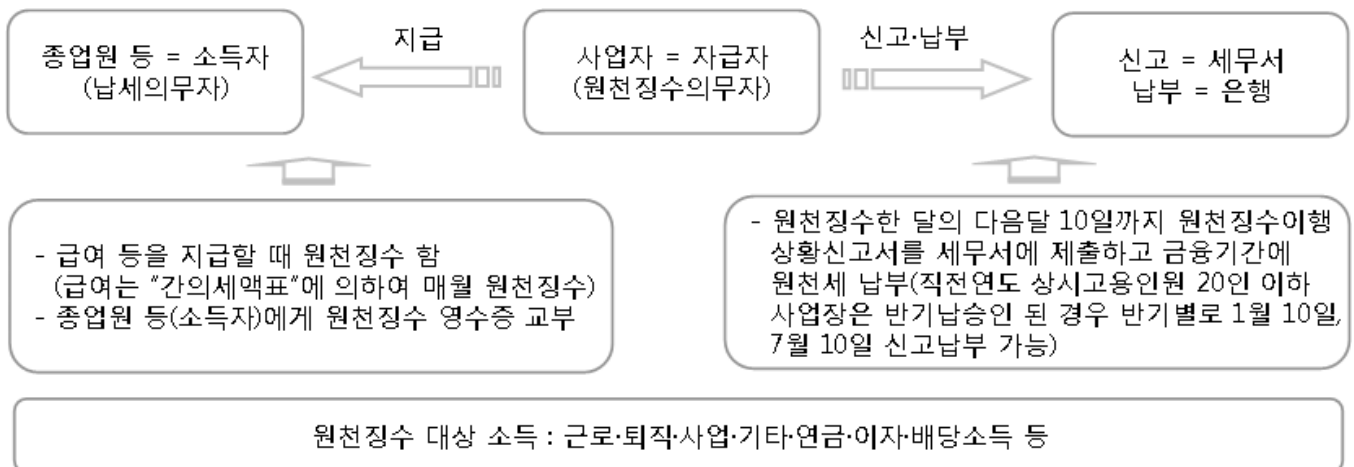 종업원 등 = 소득자
(납세의무자)
지급
사업자 = 자급자
(원천징수의무자)
신고·납부
신고 = 세무서
납부 = 은행
- 급여 등을 지급할 때 원천징수 함
(급여는 “간의세액표”에 의하여 매월 원천징수)
- 종업원 등(소득자)에게 원천징수 영수증 교부
- 원천징수한 달의 다음달 10일까지 원천징수이행
상황신고서를 세무서에 제출하고 금융기간에
원천세 납부(직전연도 상시고용인원 20인 이하
사업장은 반기납승인 된 경우 반기별로 1월 10일,
7월 10일 신고납부 가능)
원천징수 대상 소득 : 근로·퇴직·사업·기타·연금·이자·배당소득 등